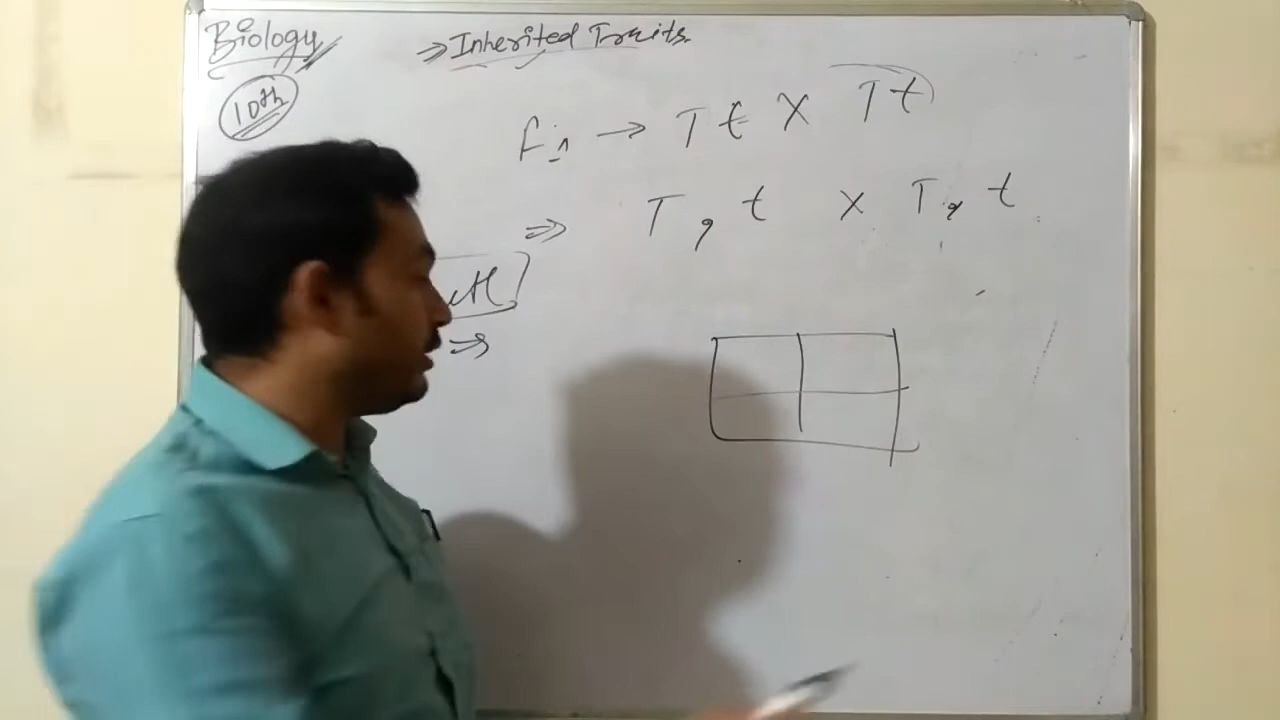 Biology ⇒ Inherited Traits.
10th
F1 → Tt X Tt
⇒ T, t x T, t
⇒